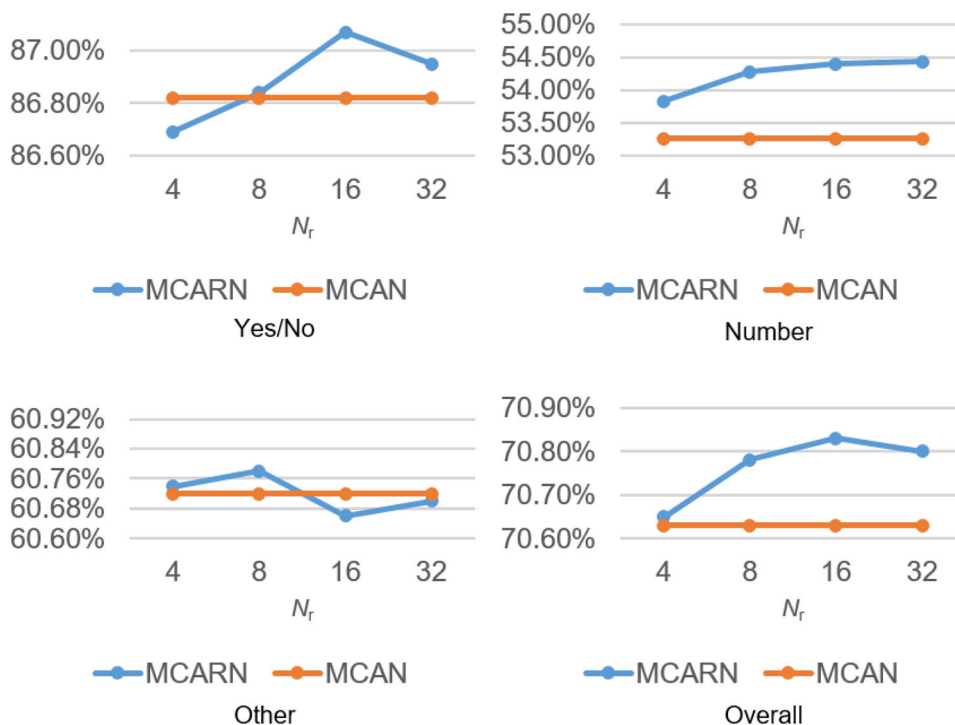 87.00%
86.80%
86.60%
4 8 16 32
Nr
MCARN MCAN
Yes/No
55.00%
54.50%
54.00%
53.50%
53.00%
4 8 16 32
Nr
MCARN MCAN
Number
60.92%
60.84%
60.76%
60.68%
60.60%
4 8 16 32
Nr
MCARN MCAN
Other
70.90%
70.80%
70.70%
70.60%
4 8 16 32
Nr
MCARN MCAN
Overall